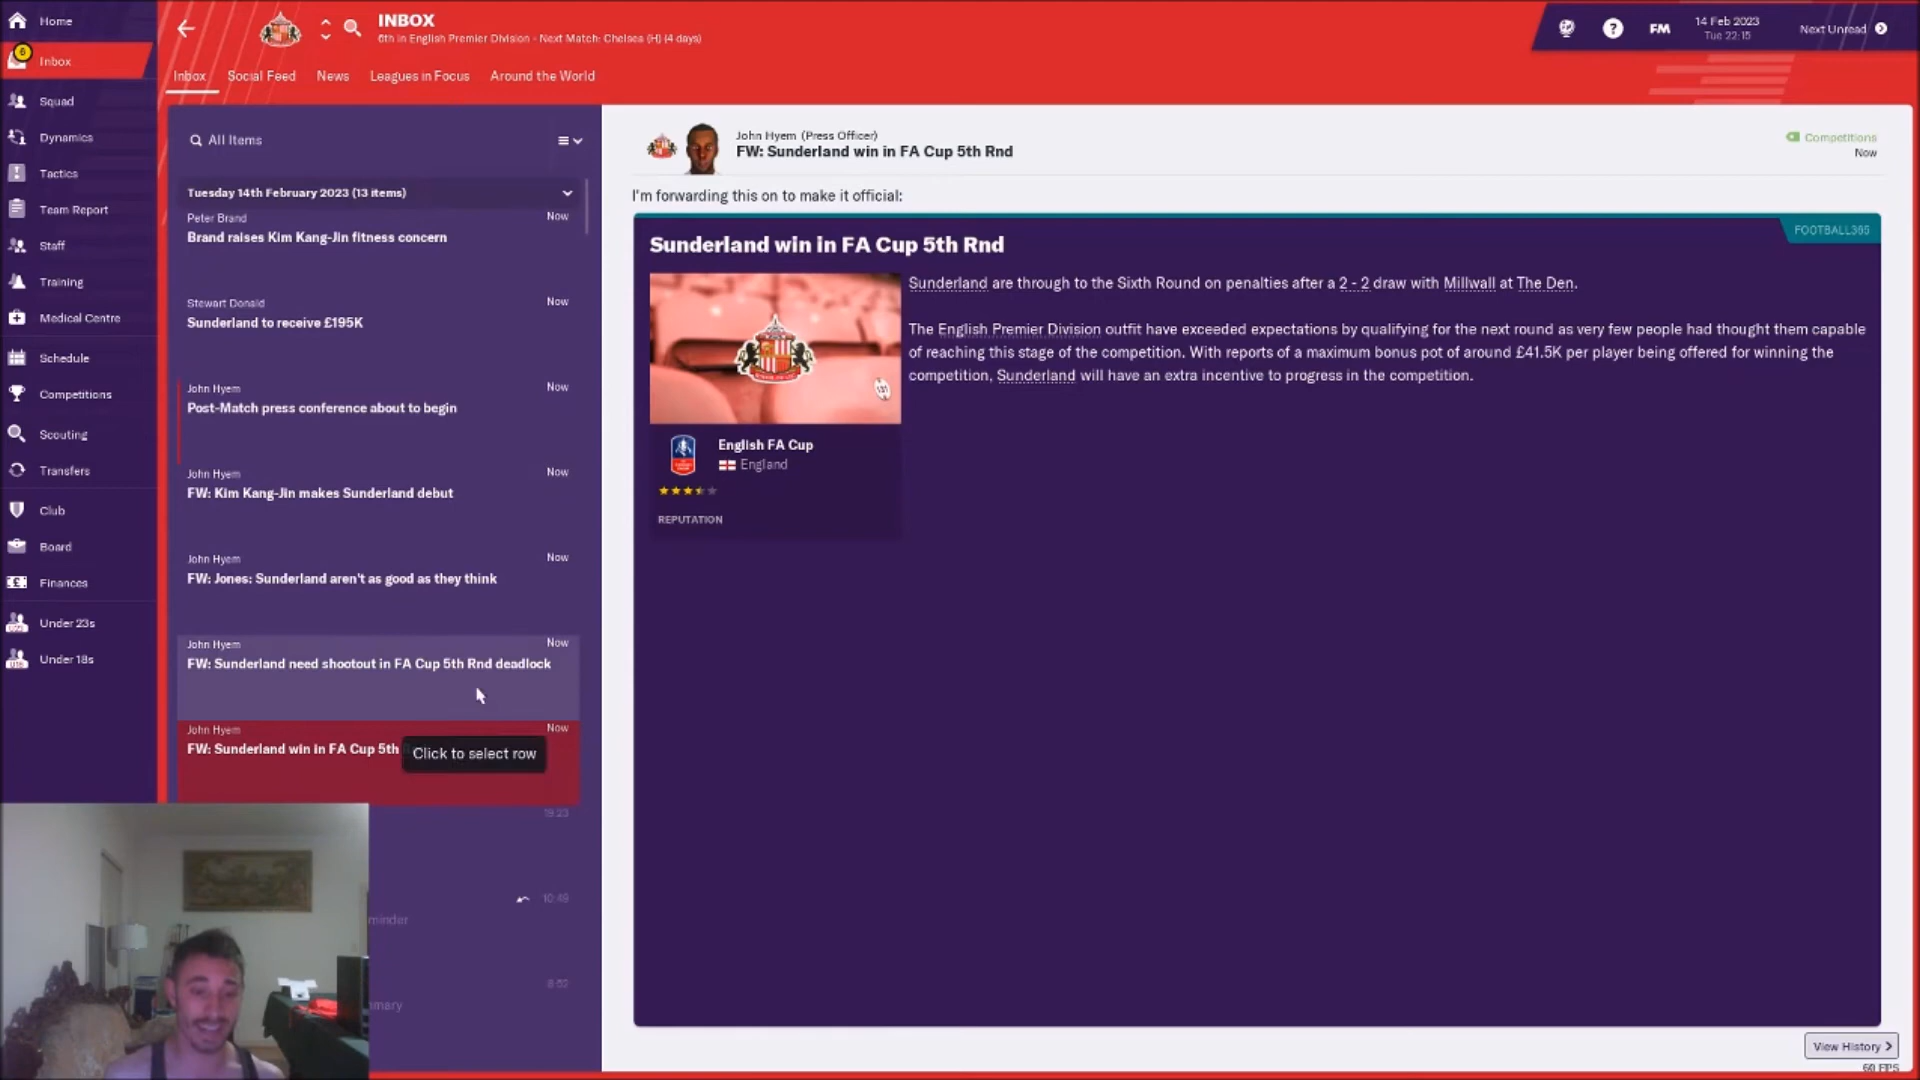 Home
6
Inbox
Squad
Dynamics
Tactics
Team Report
Staff
Training
Medical Centre
Schedule
Competitions
Scouting
Transfers
Club
Board
Finances
Under 23s
Under 18s
INBOX
6th in English Premier Division - Next Match: Chelsea (H) (4 days)
FM
14 Feb 2023
Tue 22:15
Next Unread
Inbox Social Feed News Leagues in Focus Around the World
All Items
Tuesday 14th February 2023 (13 items)
Peter Brand Now
Brand raises Kim Kang-Jin fitness concern
Stewart Donald Now
Sunderland to receive £195K
John Hyem Now
Post-Match press conference about to begin
John Hyem Now
FW: Kim Kang-Jin makes Sunderland debut
John Hyem Now
FW: Jones: Sunderland aren't as good as they think
John Hyem Now
FW: Sunderland need shootout in FA Cup 5th Rnd deadlock
John Hyem Now
FW: Sunderland win in FA Cup 5th
Click to select row
19:23
10:49
minder
8:52
John Hyem (Press Officer)
FW: Sunderland win in FA Cup 5th Rnd
Competitions
Now
I'm forwarding this on to make it official:
FOOTBALL365
Sunderland win in FA Cup 5th Rnd
Sunderland are through to the Sixth Round on penalties after a 2 - 2 draw with Millwall at The Den.
The English Premier Division outfit have exceeded expectations by qualifying for the next round as very few people had thought them capable
of reaching this stage of the competition. With reports of a maximum bonus pot of around £41.5K per player being offered for winning the
competition, Sunderland will have an extra incentive to progress in the competition.
English FA Cup
England
REPUTATION
View History
60 FPS